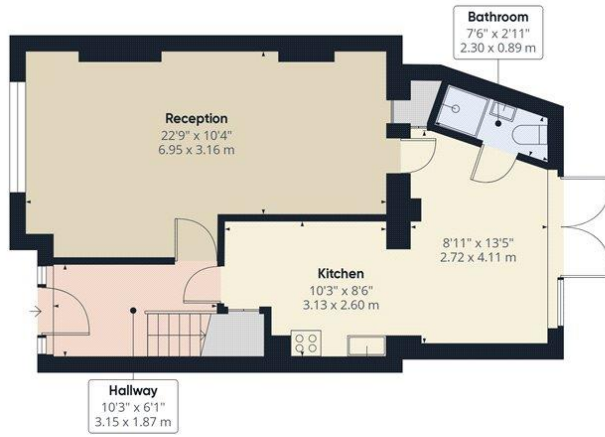 Bathroom
7'6" x 2'11"
2.30 x 0.89 m
Reception
22'9" x 10'4"
6.95 x 3.16 m
8'11" x 13'5"
2.72 x 4.11 m
Kitchen
10'3" x 8'6"
3.13 x 2.60 m
Hallway
10'3" x 6'1"
3.15 x 1.87 m